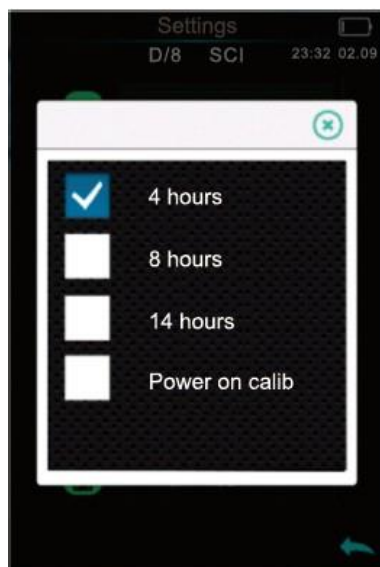 Settings
D/8 SCI 23:32 02.09
4 hours
8 hours
14 hours
Power on calib